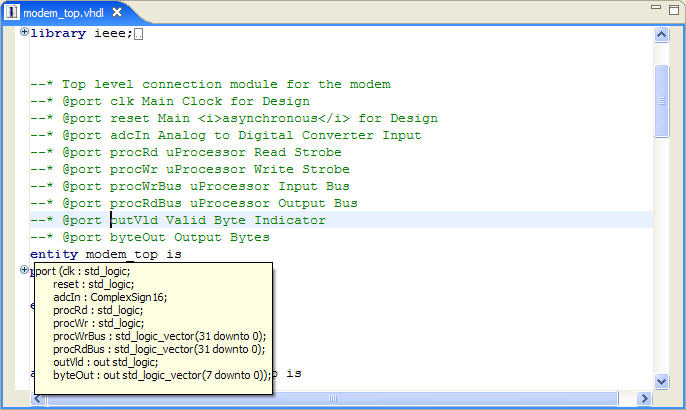 modem_top.vhdl
library ieee;
--* Top level connection module for the modem
--* @port clk Main Clock for Design
--* @port reset Main <i>asynchronous</i> for Design
--* @port adcIn Analog to Digital Converter Input
--* @port procRd uProcessor Read Strobe
--* @port procWr uProcessor Write Strobe
--* @port procWrBus uProcessor Input Bus
--* @port procRdBus uProcessor Output Bus
--* @port outVld Valid Byte Indicator
--* @port byteOut Output Bytes
entity modem_top is
port (clk : std_logic;
reset : std_logic;
adcIn : ComplexSign16;
procRd : std_logic;
procWr : std_logic;
procWrBus : std_logic_vector(31 downto 0);
procRdBus : std_logic_vector(31 downto 0);
outVld : out std_logic;
byteOut : out std_logic_vector(7 downto 0));
is